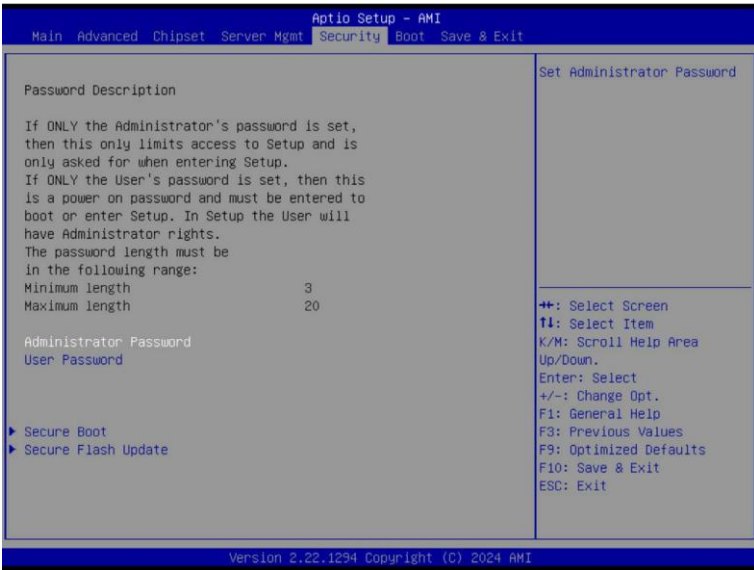 Aptio Setup - AMI
Main Advanced Chipset Server Mgmt Security Boot Save & Exit
Password Description
If ONLY the Administrator's password is set,
then this only limits access to Setup and is
only asked for when entering Setup.
If ONLY the User's password is set, then this
is a power on password and must be entered to
boot or enter Setup. In Setup the User will
have Administrator rights.
The password length must be
in the following range:
Minimum length 3
Maximum length 20
Administrator Password
User Password
Secure Boot
Secure Flash Update
Set Administrator Password
→←: Select Screen
↑↓: Select Item
K/M: Scroll Help Area
Up/Down.
Enter: Select
+/-: Change Opt.
F1: General Help
F3: Previous Values
F9: Optimized Defaults
F10: Save & Exit
ESC: Exit
Version 2.22.1294 Copyright (C) 2024 AMI